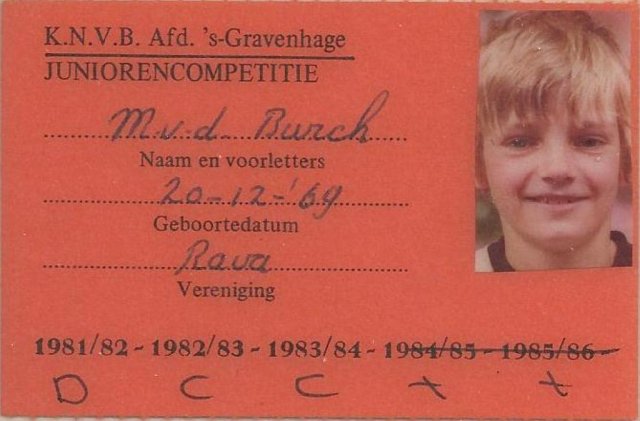 K.N.V.B. Afd. 's-Gravenhage
JUNIORENCOMPETITIE
M.v.d. Burch
Naam en voorletters
20-12-'69
Geboortedatum
Rava
Vereniging
1981/82 - 1982/83 - 1983/84 - 1984/85 - 1985/86
D C C x x